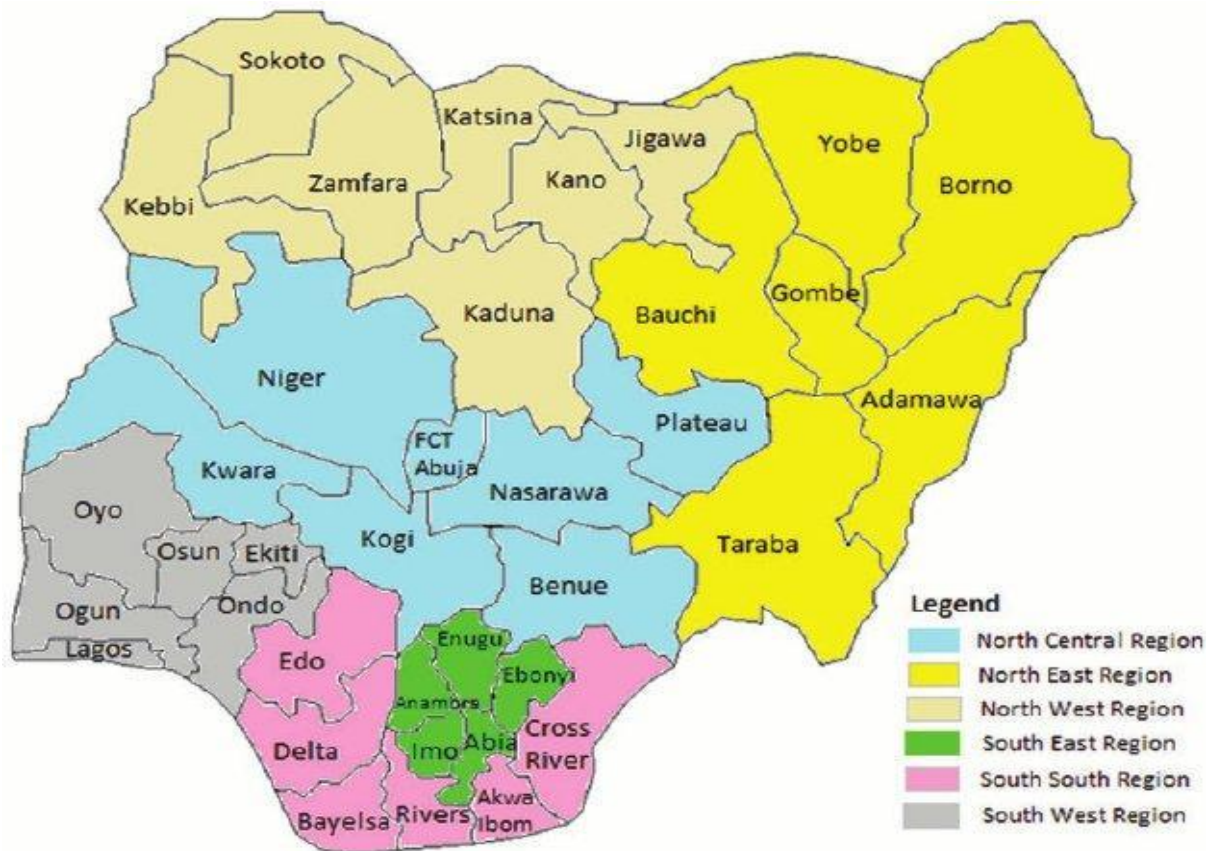 Sokoto
Katsina
Jigawa
Yobe
Borno
Zamfara
Kano
Kebbi
Kaduna
Bauchi
Gombe
Niger
Adamawa
Plateau
FCT
Abuja
Kwara
Nasarawa
Oyo
Kogi
Taraba
Osun
Ekiti
Benue
Ogun
Ondo
Lagos
Edo
Enugu
Ebonyi
Anambra
Cross
River
Delta
Imo
Abia
Bayelsa
Rivers
Akwa
Ibom
Legend
North Central Region
North East Region
North West Region
South East Region
South South Region
South West Region